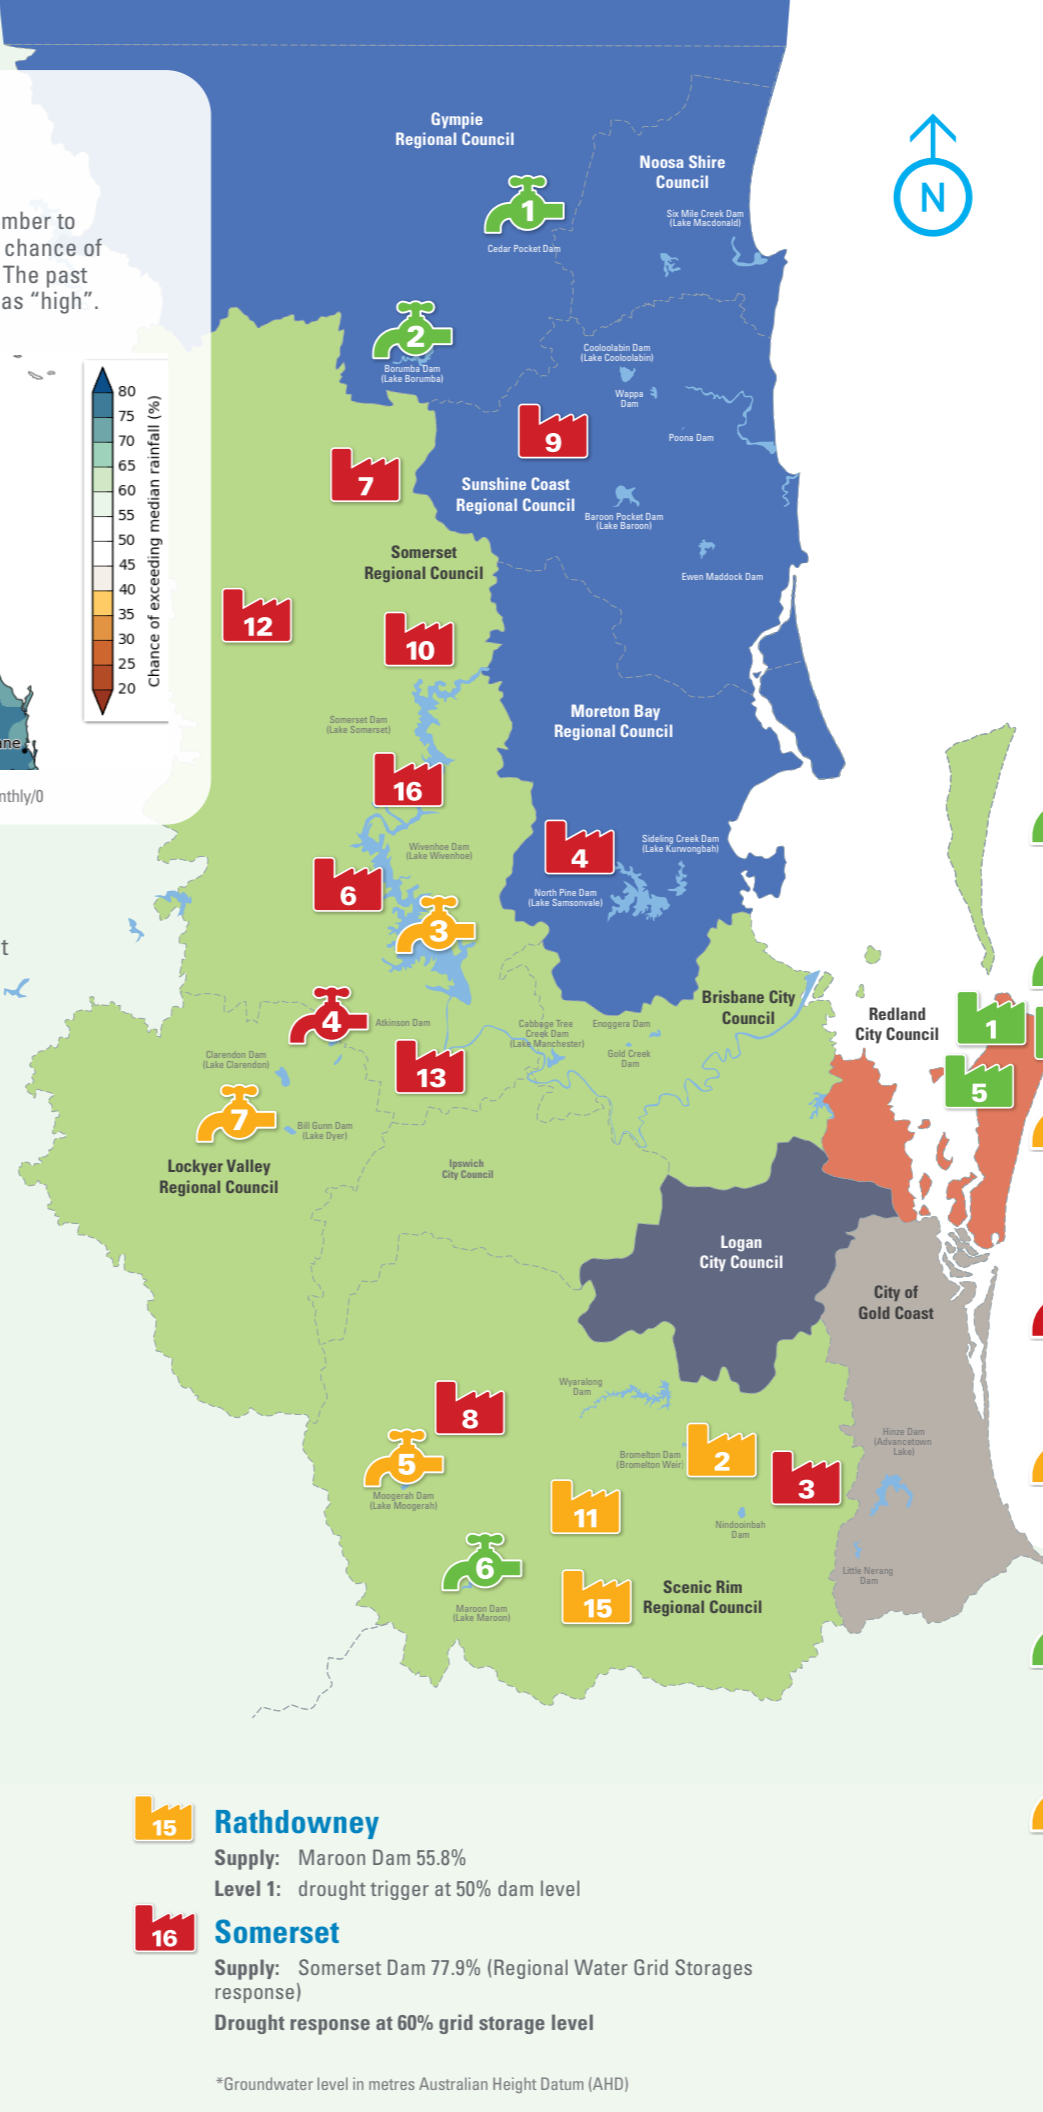 Gympie
Regional Council
Noosa Shire
Council
Six Mile Creek Dam
(Lake Macdonald)
N
1
Cedar Pocket Dam
mber to
chance of
The past
as “high”.
2
Borumba Dam
(Lake Borumba)
Cooloolabin Dam
(Lake Cooloolabin)
Wappa
Dam
Poona Dam
80
75
70
65
60
55
50
45
40
35
30
25
20
Chance of exceeding median rainfall (%)
ane
nthly/0
9
7
Sunshine Coast
Regional Council
Baroon Pocket Dam
(Lake Baroon)
Ewen Maddock Dam
Somerset
Regional Council
12
10
Moreton Bay
Regional Council
Somerset Dam
(Lake Somerset)
16
4
Sideling Creek Dam
(Lake Kurwongbah)
Wivenhoe Dam
(Lake Wivenhoe)
6
North Pine Dam
(Lake Samsonvale)
3
t
4
Atkinson Dam
Brisbane City
Council
Redland
City Council
1
5
Cabbage Tree
Creek Dam
(Lake Manchester)
Enoggera Dam
Gold Creek
Dam
Clarendon Dam
(Lake Clarendon)
13
7
Bill Gunn Dam
(Lake Dyer)
Lockyer Valley
Regional Council
Ipswich
City Council
Logan
City Council
City of
Gold Coast
Wyaralong
Dam
8
5
Moogerah Dam
(Lake Moogerah)
Bromelton Dam
(Bromelton Weir)
2
3
Hinze Dam
(Advancetown
Lake)
11
Nindooinbah
Dam
6
Maroon Dam
(Lake Maroon)
15
Scenic Rim
Regional Council
Little Nerang
Dam
15
Rathdowney
Supply: Maroon Dam 55.8%
Level 1: drought trigger at 50% dam level
16
Somerset
Supply: Somerset Dam 77.9% (Regional Water Grid Storages
response)
Drought response at 60% grid storage level
*Groundwater level in metres Australian Height Datum (AHD)